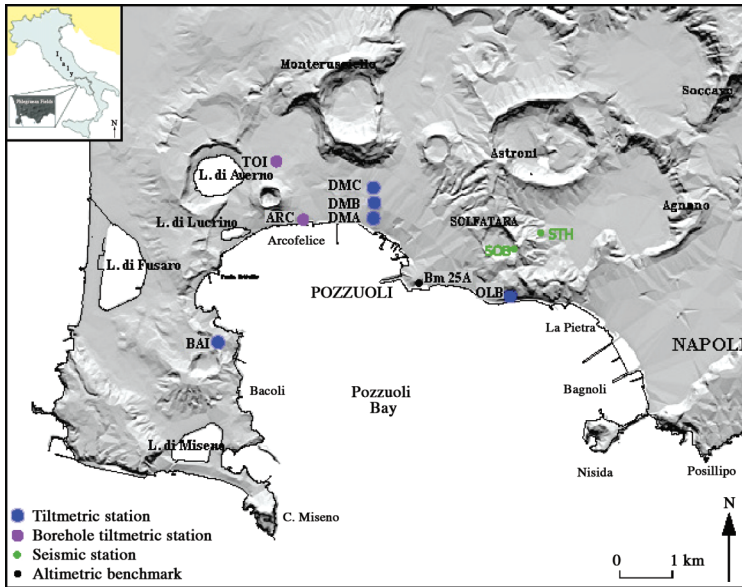 Italy
Phlegraean Fields
N
Monterusciello
Soccavo
TOI
Astroni
L. di Averno
DMC
DMB
DMA
Agnano
L. di Lucrino
ARC
SOLFATARA
STH
SOB
Arcofelice
L. di Fusaro
Bm 25A
POZZUOLI
OLB
La Pietra
BAI
NAPOLI
Bacoli
Pozzuoli
Bay
Bagnoli
L. di Miseno
Nisida
Posillipo
C. Miseno
Tiltmetric station
Borehole tiltmetric station
Seismic station
Altimetric benchmark
N
0 1 km